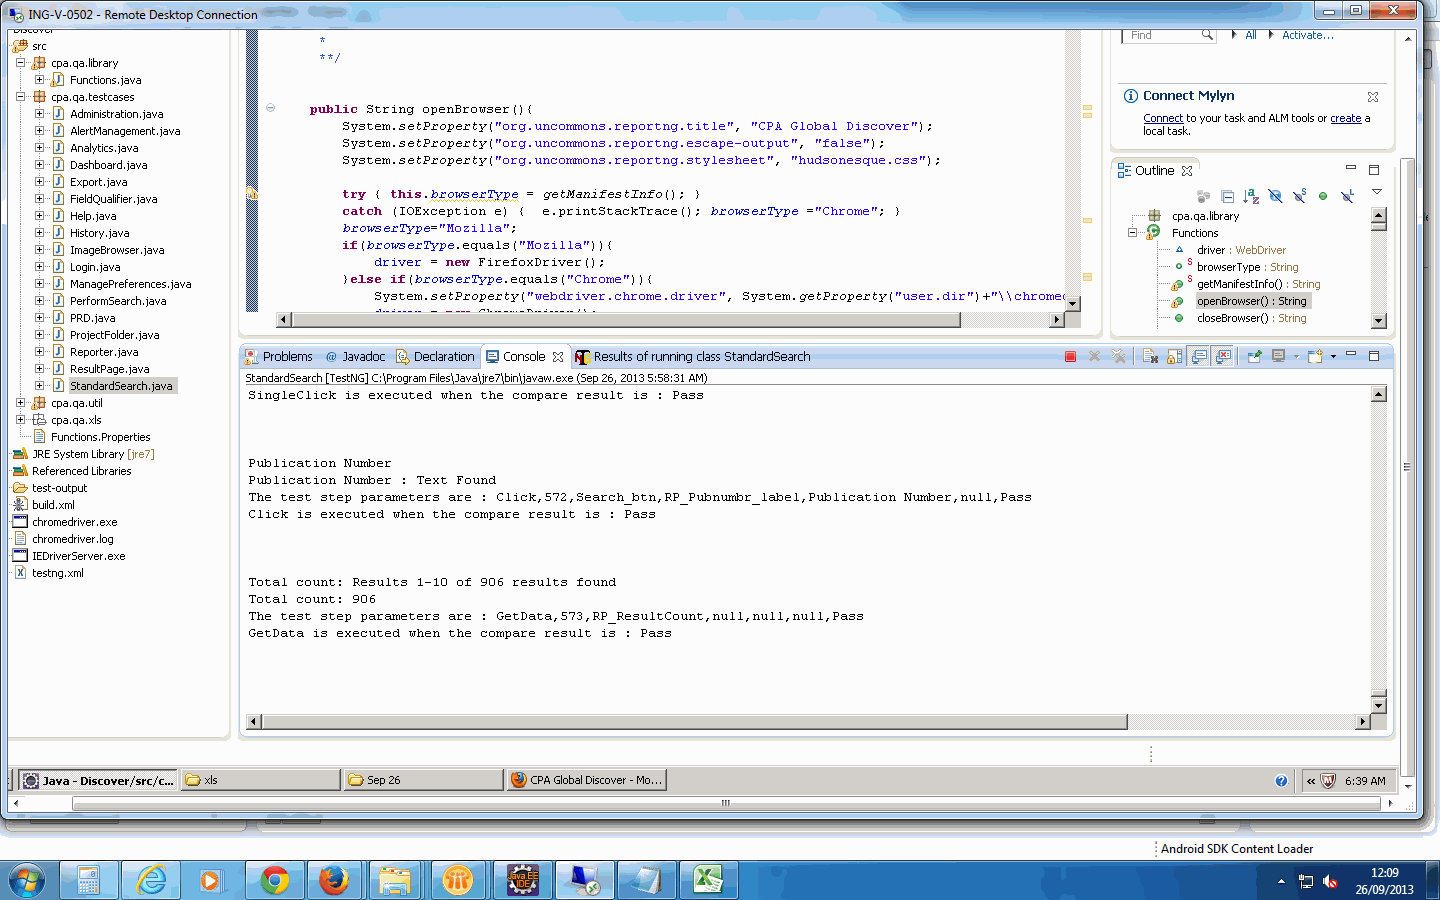 ING-V-0502 - Remote Desktop Connection
Discover
src
cpa.qa.library
Functions.java
cpa.qa.testcases
Administration.java
AlertManagement.java
Analytics.java
Dashboard.java
Export.java
FieldQualifier.java
Help.java
History.java
ImageBrowser.java
Login.java
ManagePreferences.java
PerformSearch.java
PRD.java
ProjectFolder.java
Reporter.java
ResultPage.java
StandardSearch.java
cpa.qa.util
cpa.qa.xls
Functions.Properties
JRE System Library [jre7]
Referenced Libraries
test-output
build.xml
chromedriver.exe
chromedriver.log
IEDriverServer.exe
testng.xml
*
**/
public String openBrowser(){
System.setProperty("org.uncommons.reportng.title", "CPA Global Discover");
System.setProperty("org.uncommons.reportng.escape-output", "false");
System.setProperty("org.uncommons.reportng.stylesheet", "hudsonesque.css");
try { this.browserType = getManifestInfo(); }
catch (IOException e) {  e.printStackTrace(); browserType ="Chrome"; }
browserType="Mozilla";
if(browserType.equals("Mozilla")){
driver = new FirefoxDriver();
}else if(browserType.equals("Chrome")){
System.setProperty("webdriver.chrome.driver", System.getProperty("user.dir")+"\\chromed
driver = new ChromeDriver();
Find
All
Activate...
Connect Mylyn
Connect to your task and ALM tools or create a
local task.
Outline
cpa.qa.library
Functions
driver : WebDriver
browserType : String
getManifestInfo() : String
openBrowser() : String
closeBrowser() : String
Problems
Javadoc
Declaration
Console
Results of running class StandardSearch
StandardSearch [TestNG] C:\Program Files\Java\jre7\bin\javaw.exe (Sep 26, 2013 5:58:31 AM)
SingleClick is executed when the compare result is : Pass
Publication Number
Publication Number : Text Found
The test step parameters are : Click,572,Search_btn,RP_Pubnumbr_label,Publication Number,null,Pass
Click is executed when the compare result is : Pass
Total count: Results 1-10 of 906 results found
Total count: 906
The test step parameters are : GetData,573,RP_ResultCount,null,null,null,Pass
GetData is executed when the compare result is : Pass
Java - Discover/src/c...
xls
Sep 26
CPA Global Discover - Mo...
6:39 AM
Android SDK Content Loader
Java EE
IDE
12:09
26/09/2013